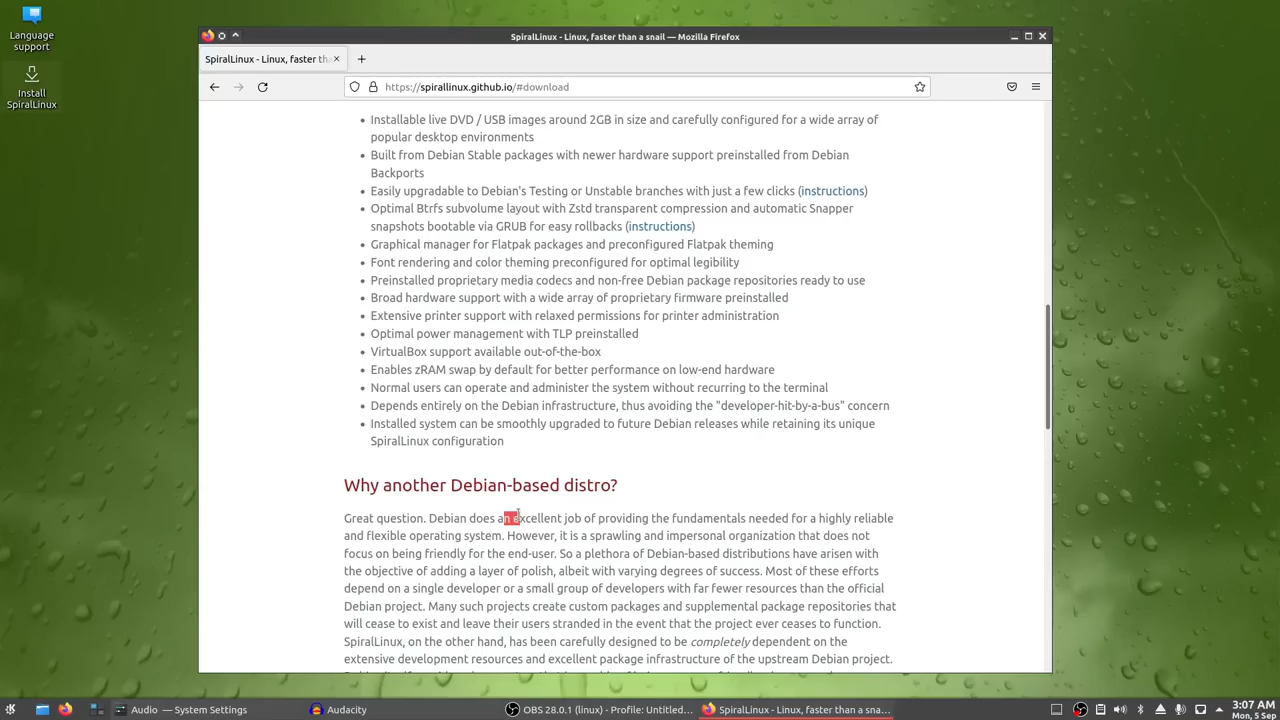 Language
support
Install
SpiralLinux
SpiralLinux - Linux, faster than a snail — Mozilla Firefox
SpiralLinux - Linux, faster tha
https://spirallinux.github.io/#download
Installable live DVD / USB images around 2GB in size and carefully configured for a wide array of
popular desktop environments
Built from Debian Stable packages with newer hardware support preinstalled from Debian
Backports
Easily upgradable to Debian's Testing or Unstable branches with just a few clicks (instructions)
Optimal Btrfs subvolume layout with Zstd transparent compression and automatic Snapper
snapshots bootable via GRUB for easy rollbacks (instructions)
Graphical manager for Flatpak packages and preconfigured Flatpak theming
Font rendering and color theming preconfigured for optimal legibility
Preinstalled proprietary media codecs and non-free Debian package repositories ready to use
Broad hardware support with a wide array of proprietary firmware preinstalled
Extensive printer support with relaxed permissions for printer administration
Optimal power management with TLP preinstalled
VirtualBox support available out-of-the-box
Enables zRAM swap by default for better performance on low-end hardware
Normal users can operate and administer the system without recurring to the terminal
Depends entirely on the Debian infrastructure, thus avoiding the "developer-hit-by-a-bus" concern
Installed system can be smoothly upgraded to future Debian releases while retaining its unique
SpiralLinux configuration
Why another Debian-based distro?
Great question. Debian does an excellent job of providing the fundamentals needed for a highly reliable
and flexible operating system. However, it is a sprawling and impersonal organization that does not
focus on being friendly for the end-user. So a plethora of Debian-based distributions have arisen with
the objective of adding a layer of polish, albeit with varying degrees of success. Most of these efforts
depend on a single developer or a small group of developers with far fewer resources than the official
Debian project. Many such projects create custom packages and supplemental package repositories that
will cease to exist and leave their users stranded in the event that the project ever ceases to function.
SpiralLinux, on the other hand, has been carefully designed to be completely dependent on the
extensive development resources and excellent package infrastructure of the upstream Debian project.
Audio — System Settings
Audacity
OBS 28.0.1 (linux) - Profile: Untitled...
SpiralLinux - Linux, faster than a sna...
3:07 AM
Mon, 5 Sep